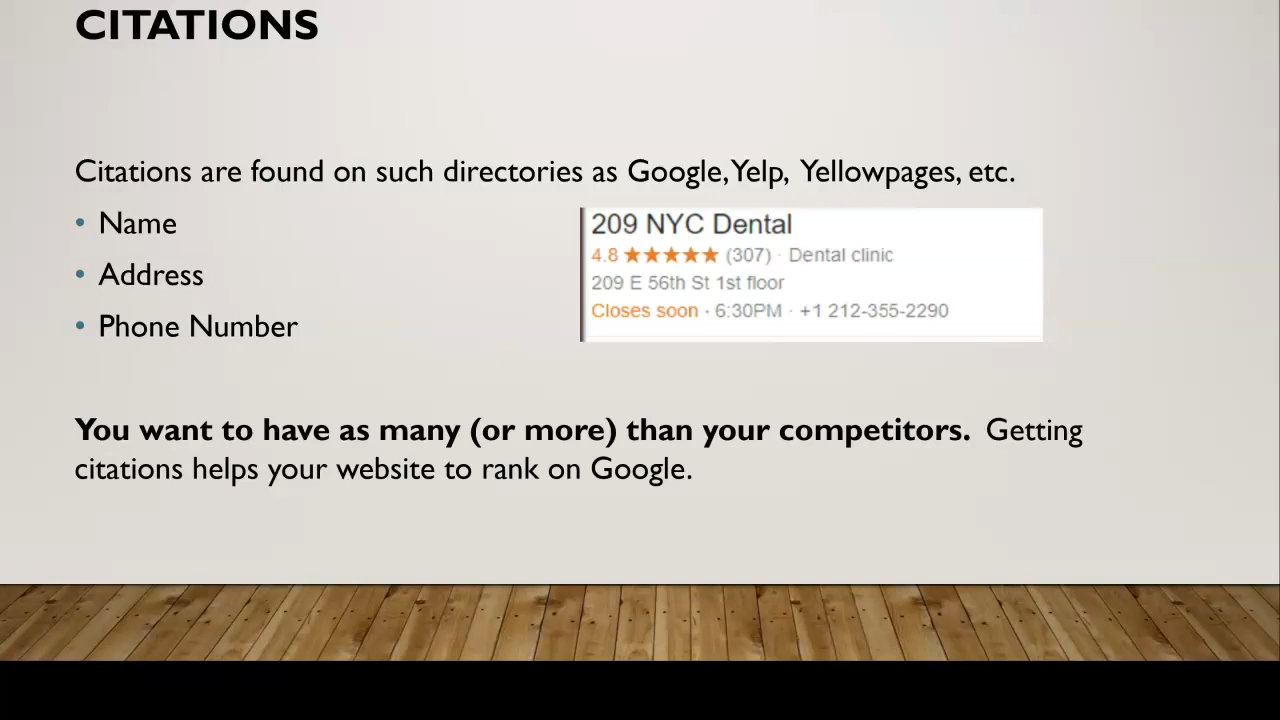 CITATIONS
Citations are found on such directories as Google, Yelp, Yellowpages, etc.
• Name
• Address
• Phone Number
209 NYC Dental
4.8 ★★★★★ (307) · Dental clinic
209 E 56th St 1st floor
Closes soon · 6:30PM · +1 212-355-2290
You want to have as many (or more) than your competitors. Getting
citations helps your website to rank on Google.